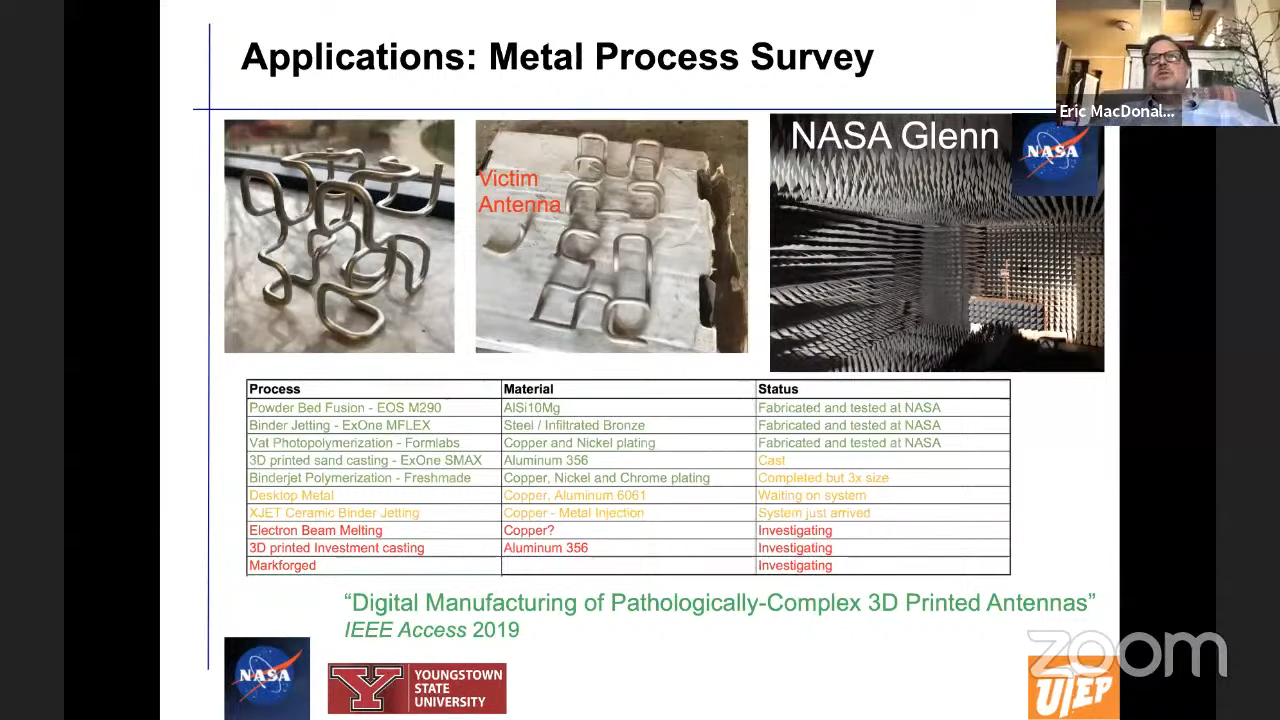 Applications: Metal Process Survey
Eric MacDonal...
Victim
Antenna
NASA Glenn
NASA
Process Material Status
Powder Bed Fusion - EOS M290 AlSi10Mg Fabricated and tested at NASA
Binder Jetting - ExOne MFLEX Steel / Infiltrated Bronze Fabricated and tested at NASA
Vat Photopolymerization - Formlabs Copper and Nickel plating Fabricated and tested at NASA
3D printed sand casting - ExOne SMAX Aluminum 356 Cast
Binderjet Polymerization - Freshmade Copper, Nickel and Chrome plating Completed but 3x size
Desktop Metal Copper, Aluminum 6061 Waiting on system
XJET Ceramic Binder Jetting Copper - Metal Injection System just arrived
Electron Beam Melting Copper? Investigating
3D printed Investment casting Aluminum 356 Investigating
Markforged Investigating
“Digital Manufacturing of Pathologically-Complex 3D Printed Antennas”
IEEE Access 2019
NASA
Y
YOUNGSTOWN
STATE
UNIVERSITY
zoom
UTEP